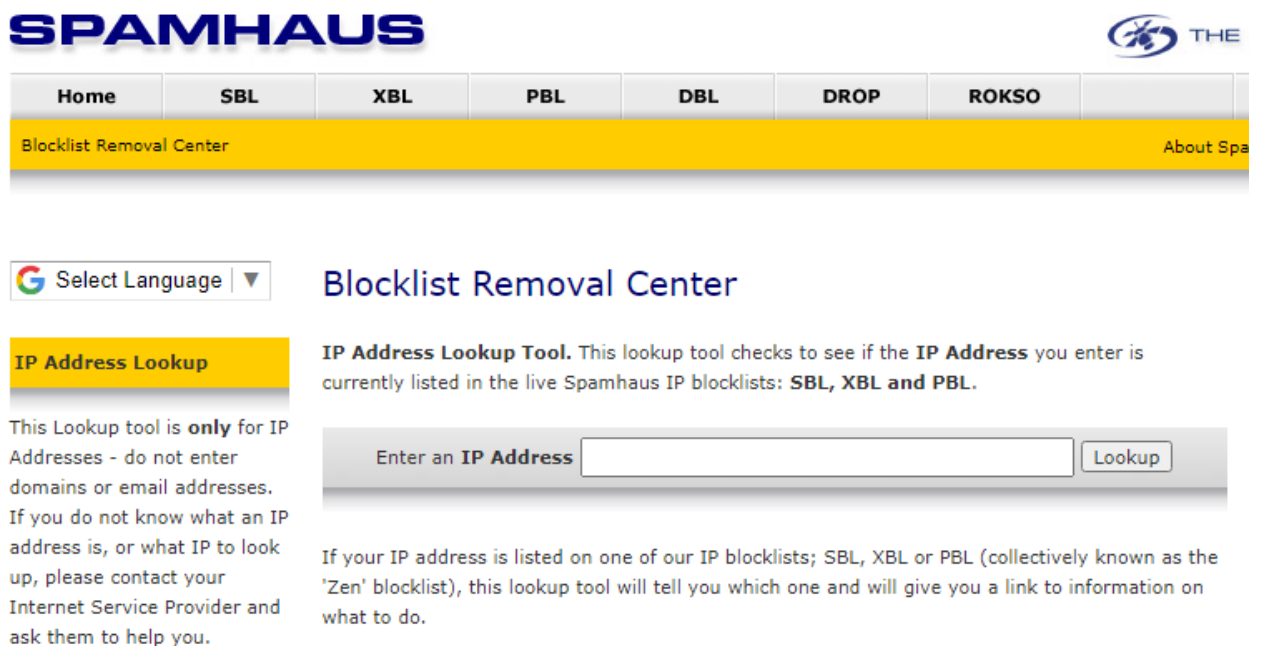 SPAMHAUS
THE
Home SBL XBL PBL DBL DROP ROKSO
Blocklist Removal Center
About Spa
Select Language ▼
Blocklist Removal Center
IP Address Lookup
This Lookup tool is only for IP
Addresses - do not enter
domains or email addresses.
If you do not know what an IP
address is, or what IP to look
up, please contact your
Internet Service Provider and
ask them to help you.
IP Address Lookup Tool. This lookup tool checks to see if the IP Address you enter is
currently listed in the live Spamhaus IP blocklists: SBL, XBL and PBL.
Enter an IP Address Lookup
If your IP address is listed on one of our IP blocklists; SBL, XBL or PBL (collectively known as the
'Zen' blocklist), this lookup tool will tell you which one and will give you a link to information on
what to do.